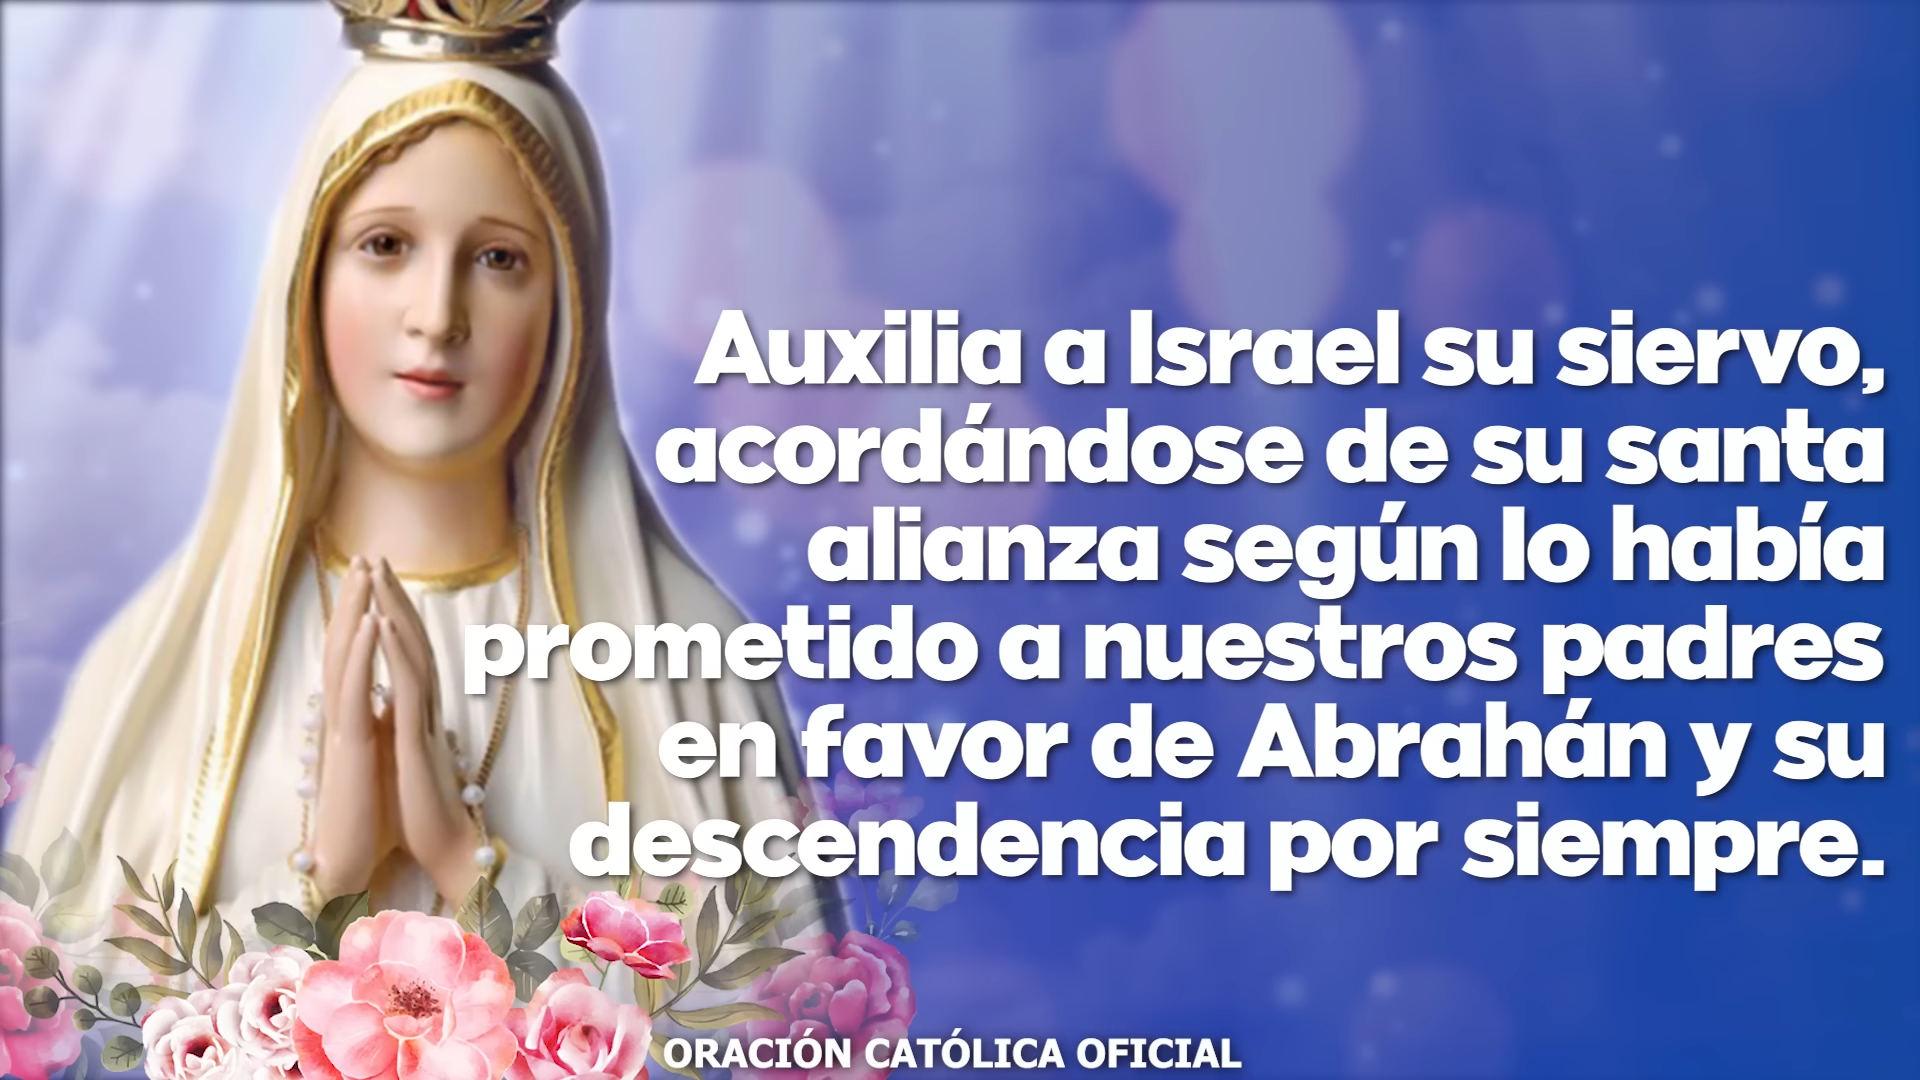 Auxilia a Israel su siervo,
acordándose de su santa
alianza según lo había
prometido a nuestros padres
en favor de Abrahán y su
descendencia por siempre.
ORACIÓN CATÓLICA OFICIAL